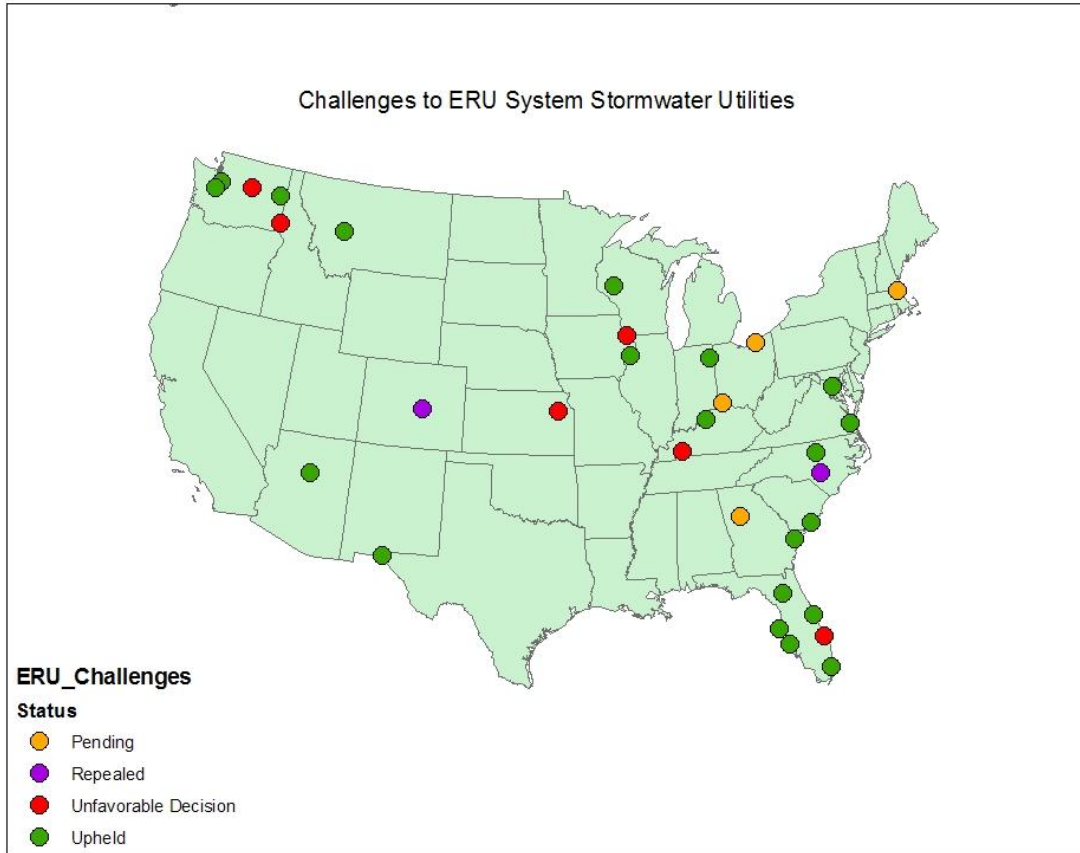 Challenges to ERU System Stormwater Utilities
ERU_Challenges
Status
Pending
Repealed
Unfavorable Decision
Upheld